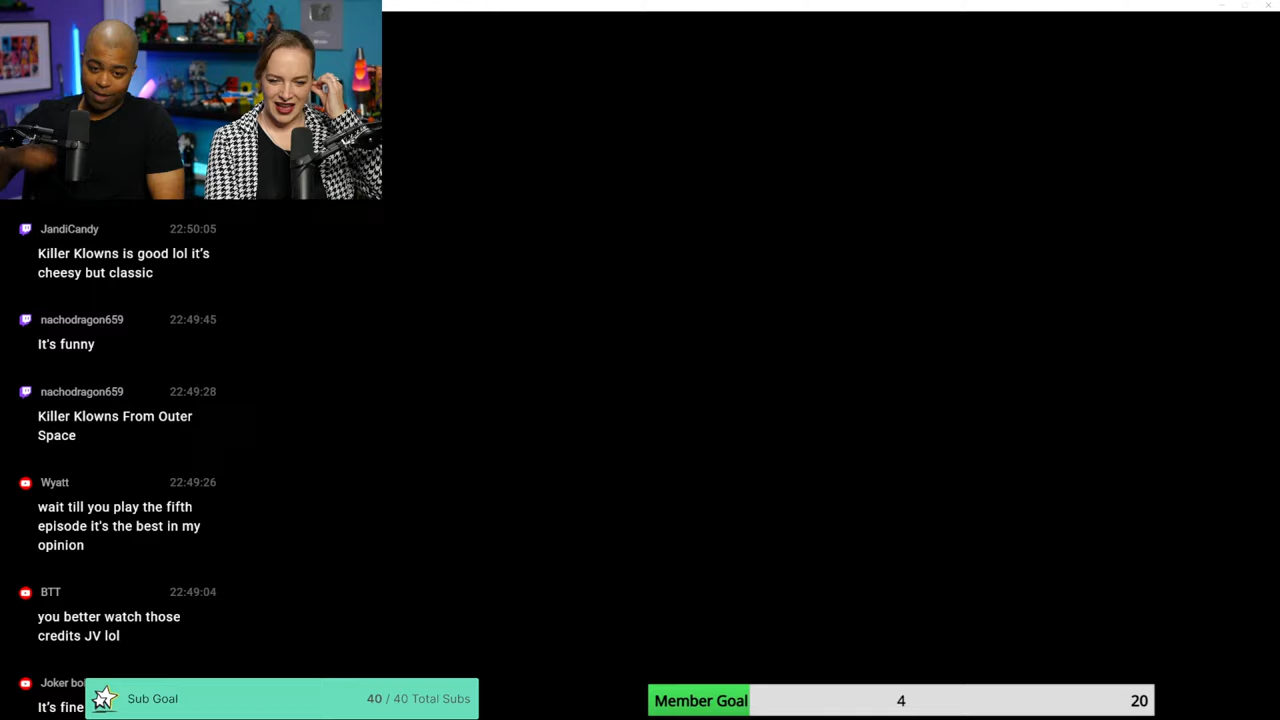 JandiCandy 22:50:05
Killer Klowns is good lol it's
cheesy but classic
nachodragon659 22:49:45
It's funny
nachodragon659 22:49:28
Killer Klowns From Outer
Space
Wyatt 22:49:26
wait till you play the fifth
episode it's the best in my
opinion
BTT 22:49:04
you better watch those
credits JV lol
Joker
It's fine
Sub Goal 40 / 40 Total Subs
Member Goal 4 20